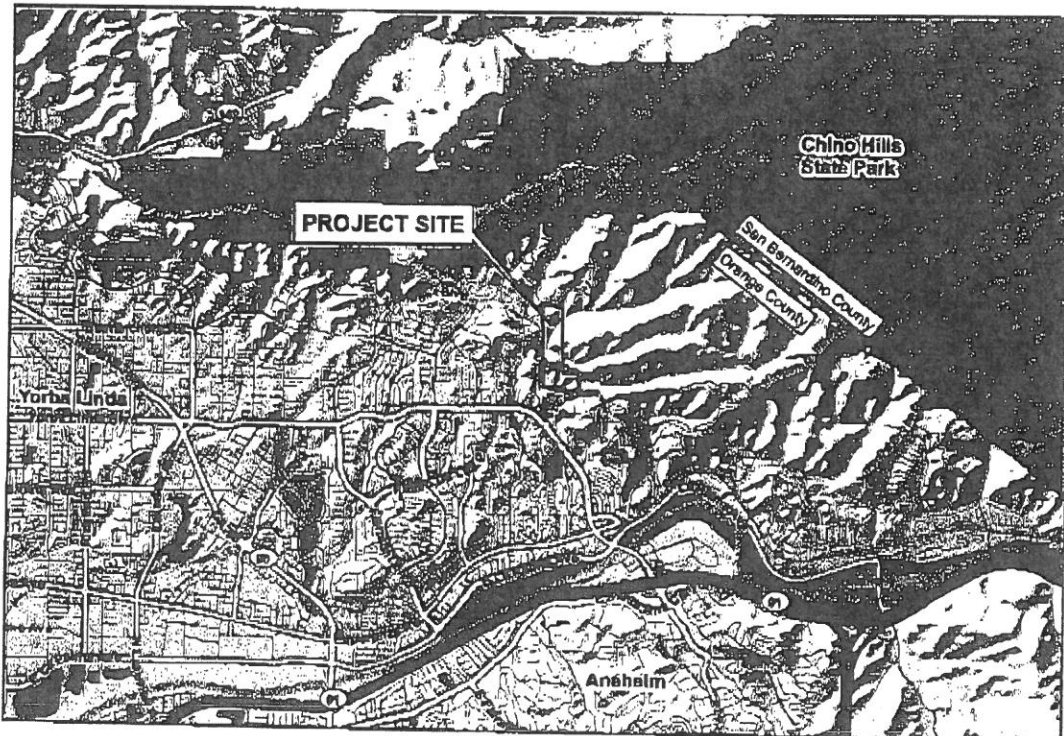 Chino Hills
State Park
PROJECT SITE
San Bernardino County
Orange County
Yorba Linda
91
91
Anaheim